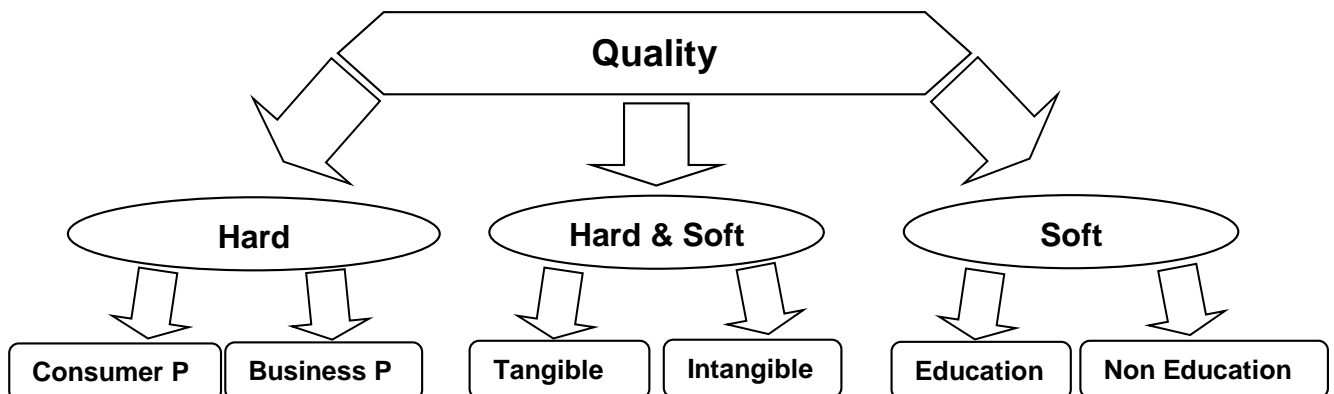 Quality
Hard
Hard & Soft
Soft
Consumer P
Business P
Tangible
Intangible
Education
Non Education